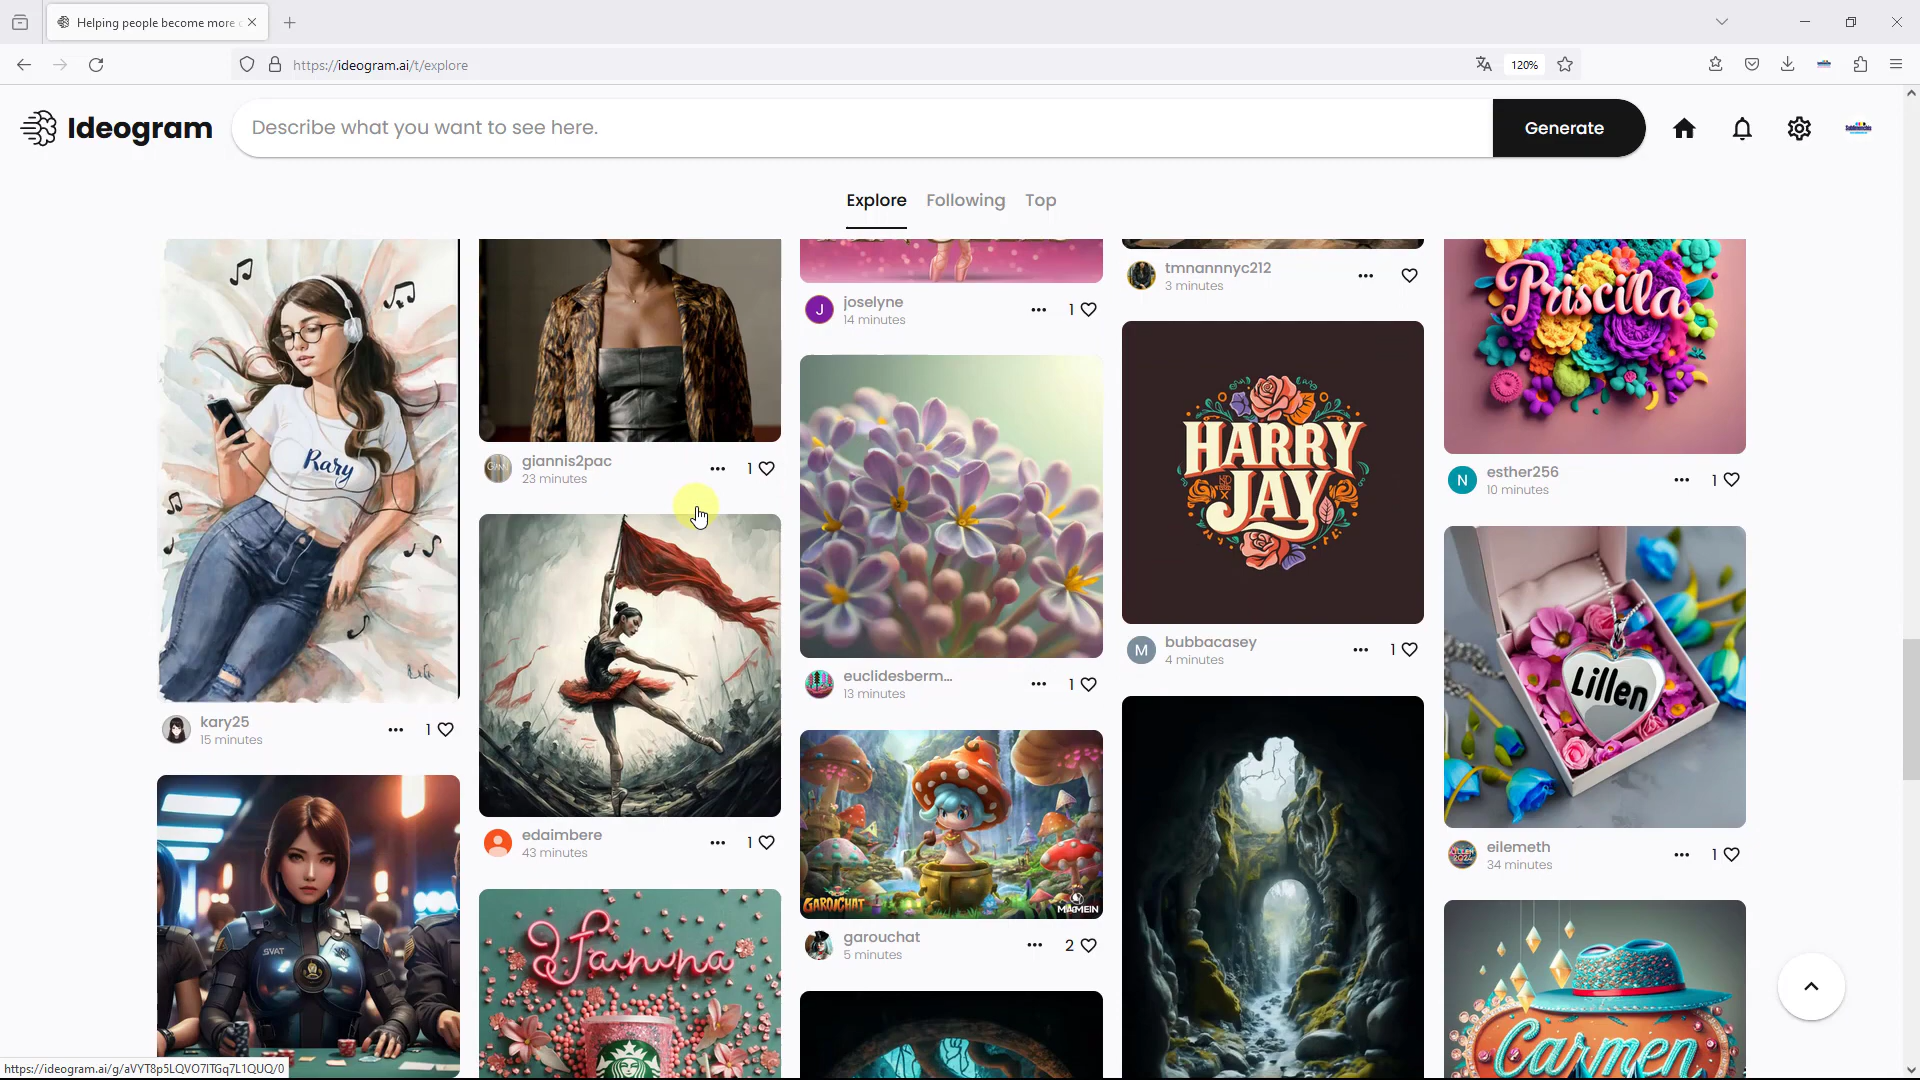 Helping people become more c
https://ideogram.ai/t/explore
120%
Ideogram
Describe what you want to see here.
Generate
Explore
Following
Top
Rary
kary25
15 minutes
1
SVAT
giannis2pac
23 minutes
1
edaimbere
43 minutes
1
joselyne
14 minutes
1
J
euclidesberm...
13 minutes
1
GAROUCHAT
garouchat
5 minutes
2
tmnannnyc212
3 minutes
HARRY
JAY
M
bubbacasey
4 minutes
1
Priscila
N
esther256
10 minutes
1
Lillen
eilemeth
34 minutes
1
Carmen
https://ideogram.ai/g/aVYT8p5LQVO7ITGq7L1QUQ/0